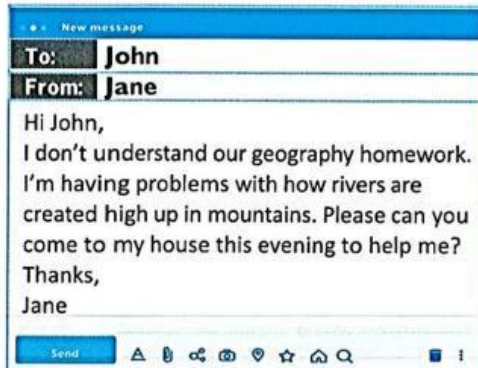 New message
To: John
From: Jane
Hi John,
I don't understand our geography homework.
I'm having problems with how rivers are
created high up in mountains. Please can you
come to my house this evening to help me?
Thanks,
Jane
Send